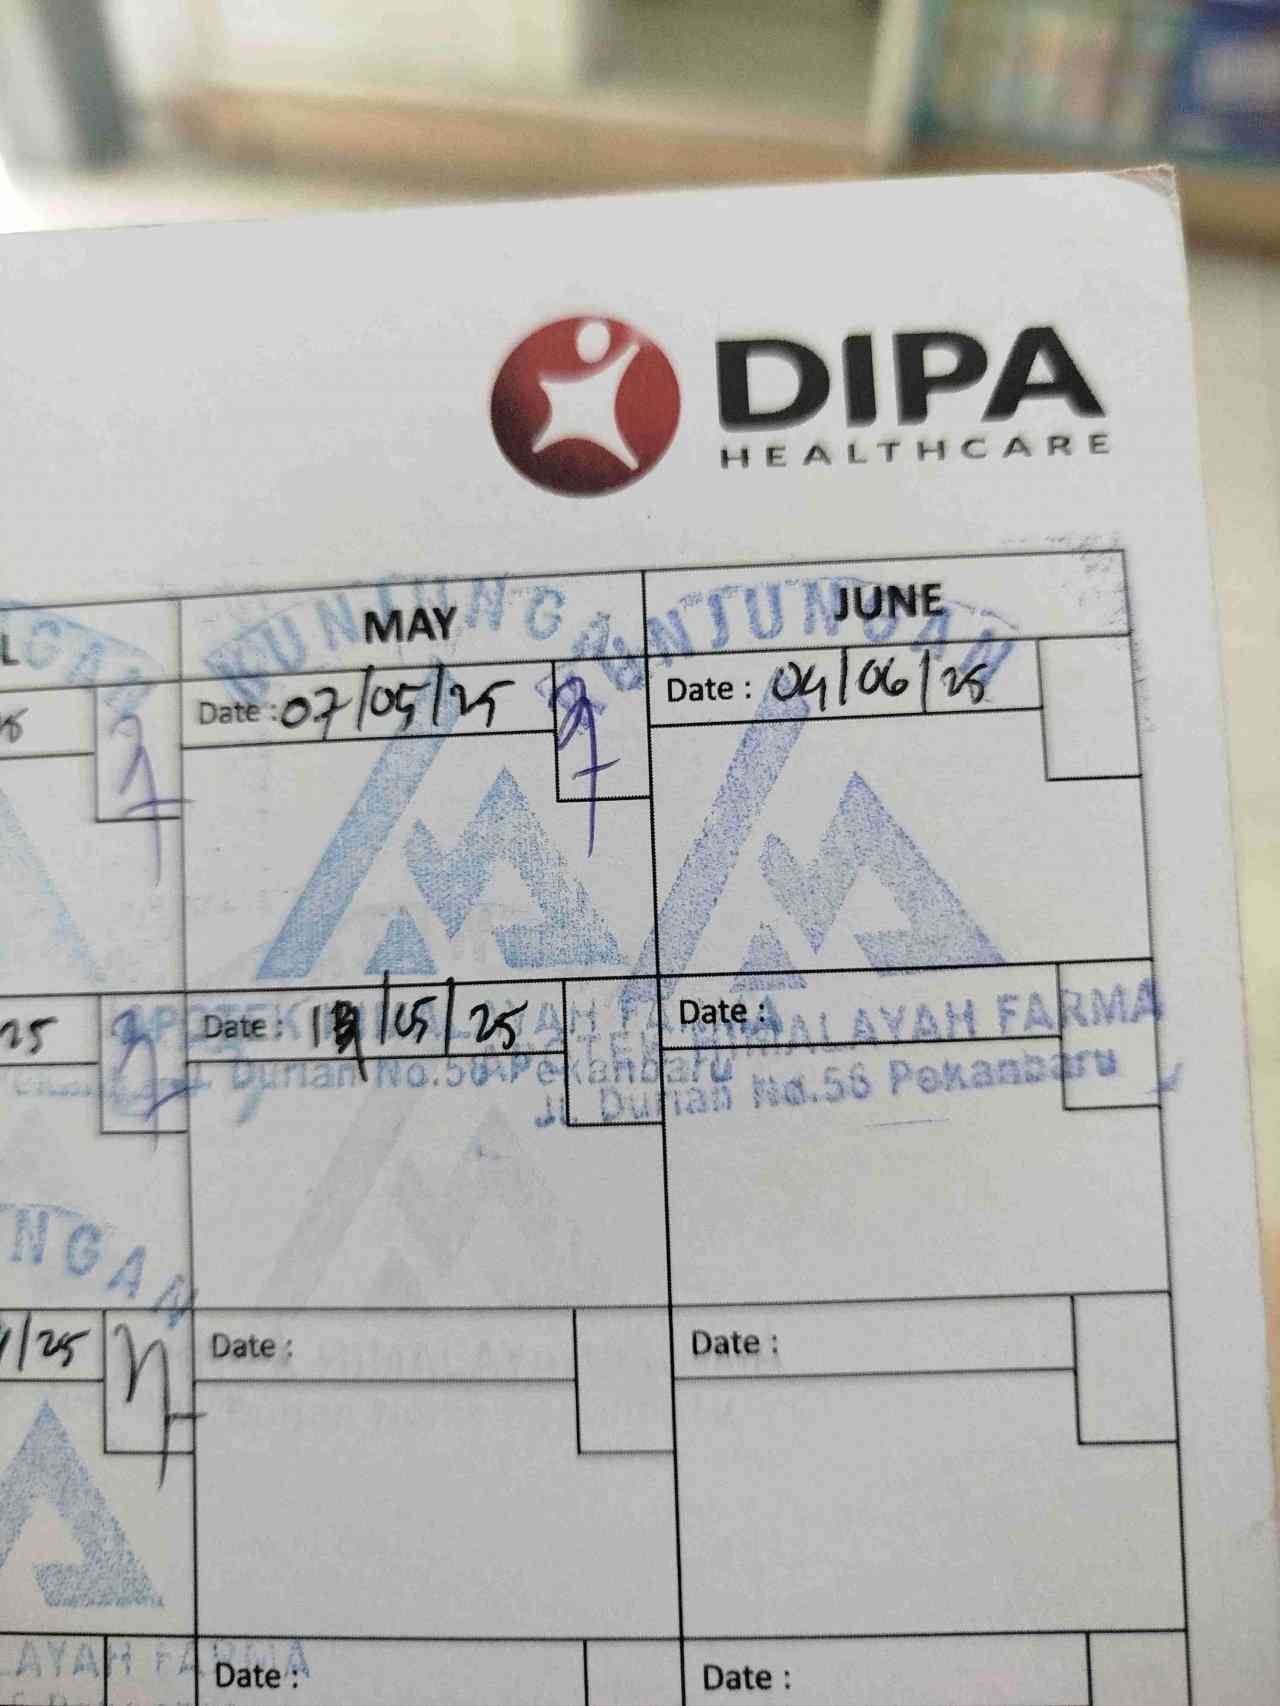 DIPA
HEALTHCARE
L MAY JUNE
KUNJUNGAN
KUNJUNGAN
Date : 07/05/25
Date : 04/06/25
25 Date : /05/25
Date :
APOTEK HIMALAYAH FARMA
Jl. Durian No.56 Pekanbaru
APOTEK HIMALAYAH FARMA
Jl. Durian No.56 Pekanbaru
NGAN
/25 Date :
Date :
LAYAH FARMA
Date :
Date :